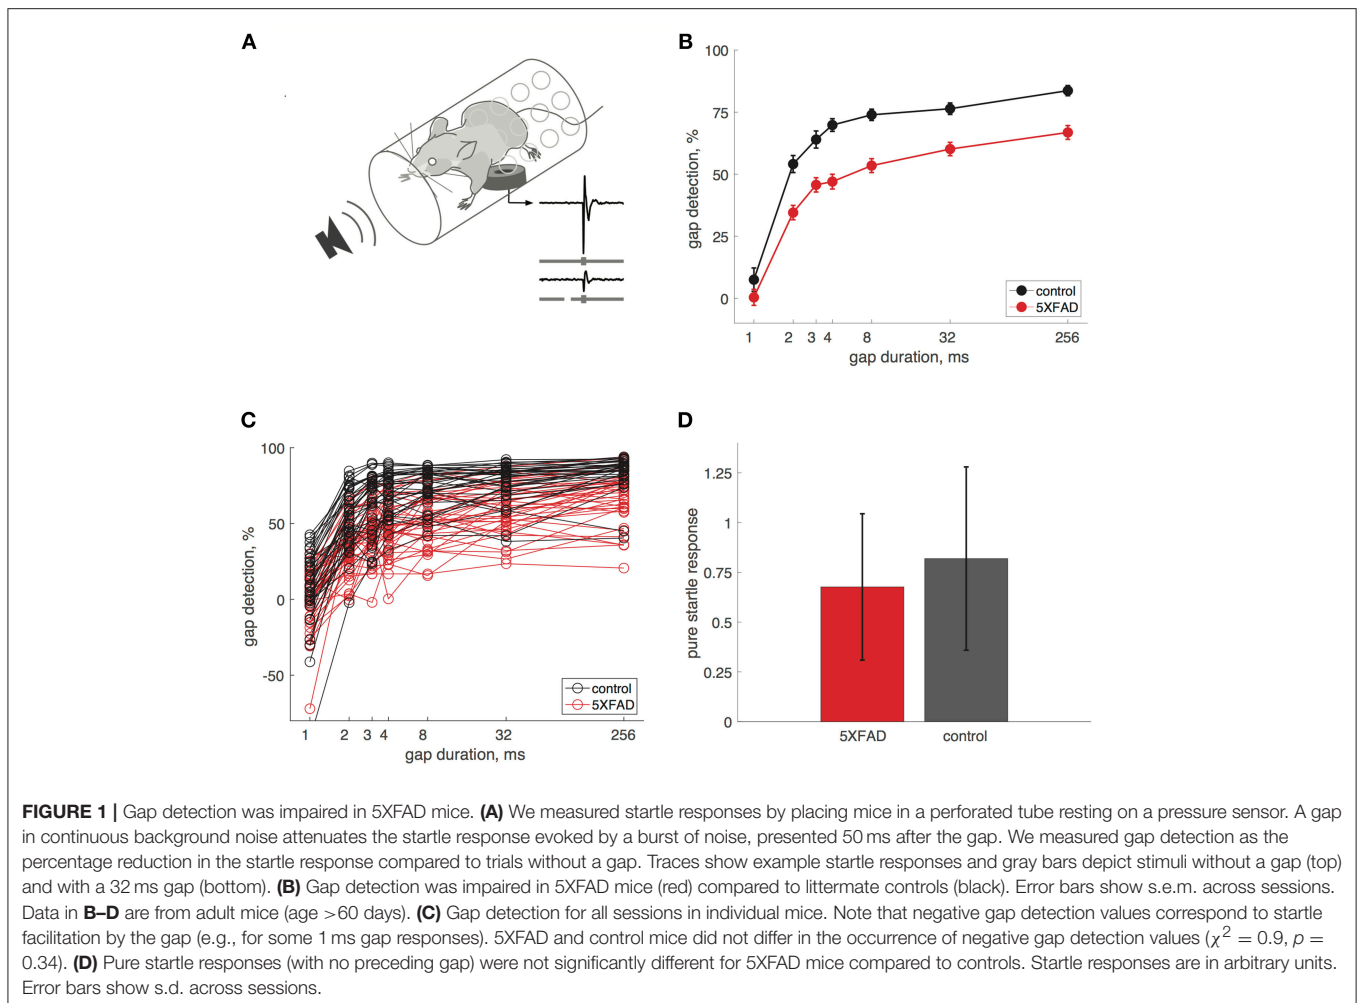 A
B
100
75
50
25
0
gap detection, %
control
5XFAD
1 2 3 4 8 32 256
gap duration, ms
C
100
50
0
-50
gap detection, %
control
5XFAD
1 2 3 4 8 32 256
gap duration, ms
D
1.25
1
0.75
0.5
0.25
0
pure startle response
5XFAD control
FIGURE 1 | Gap detection was impaired in 5XFAD mice. (A) We measured startle responses by placing mice in a perforated tube resting on a pressure sensor. A gap
in continuous background noise attenuates the startle response evoked by a burst of noise, presented 50 ms after the gap. We measured gap detection as the
percentage reduction in the startle response compared to trials without a gap. Traces show example startle responses and gray bars depict stimuli without a gap (top)
and with a 32 ms gap (bottom). (B) Gap detection was impaired in 5XFAD mice (red) compared to littermate controls (black). Error bars show s.e.m. across sessions.
Data in B–D are from adult mice (age >60 days). (C) Gap detection for all sessions in individual mice. Note that negative gap detection values correspond to startle
facilitation by the gap (e.g., for some 1 ms gap responses). 5XFAD and control mice did not differ in the occurrence of negative gap detection values (χ² = 0.9, p =
0.34). (D) Pure startle responses (with no preceding gap) were not significantly different for 5XFAD mice compared to controls. Startle responses are in arbitrary units.
Error bars show s.d. across sessions.